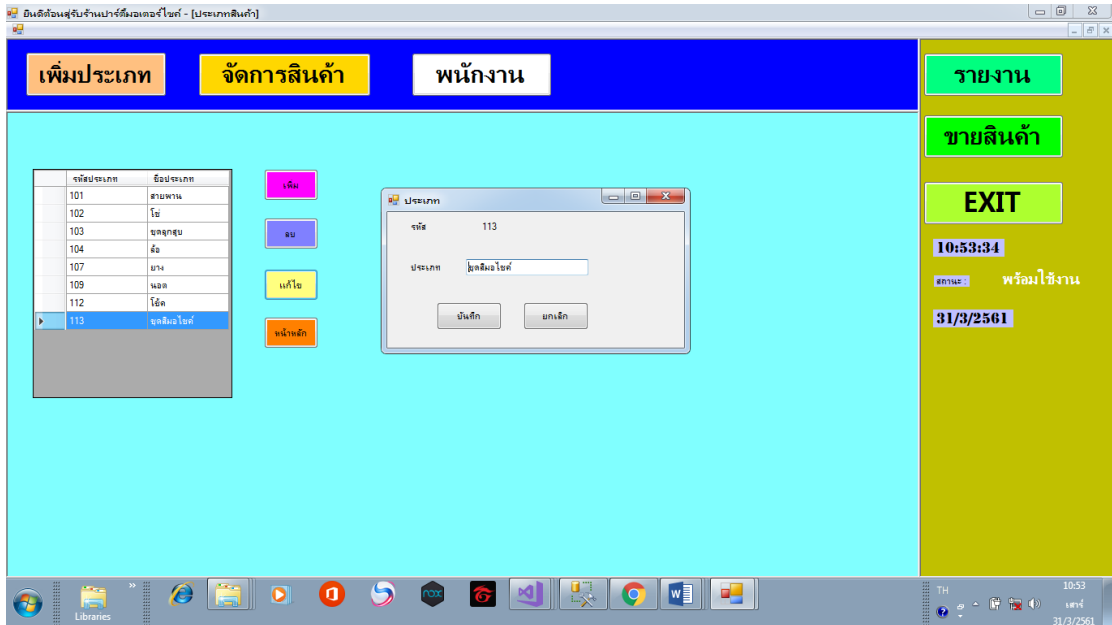 ยินดีต้อนสู่รับร้านปาร์ตี้มอเตอร์ไซค์ - [ประเภทสินค้า]
เพิ่มประเภท
จัดการสินค้า
พนักงาน
รายงาน
ขายสินค้า
EXIT
10:53:34
สถานะ : พร้อมใช้งาน
31/3/2561
รหัสประเภท ชื่อประเภท
101 สายพาน
102 โซ่
103 ชุดลูกสูบ
104 ล้อ
107 ยาง
109 นอต
112 โช้ค
113 ชุดสีมอไซค์
เพิ่ม
ลบ
แก้ไข
หน้าหลัก
ประเภท
รหัส 113
ประเภท ชุดสีมอไซค์
บันทึก ยกเลิก
Libraries
TH
10:53
เสาร์
31/3/2561